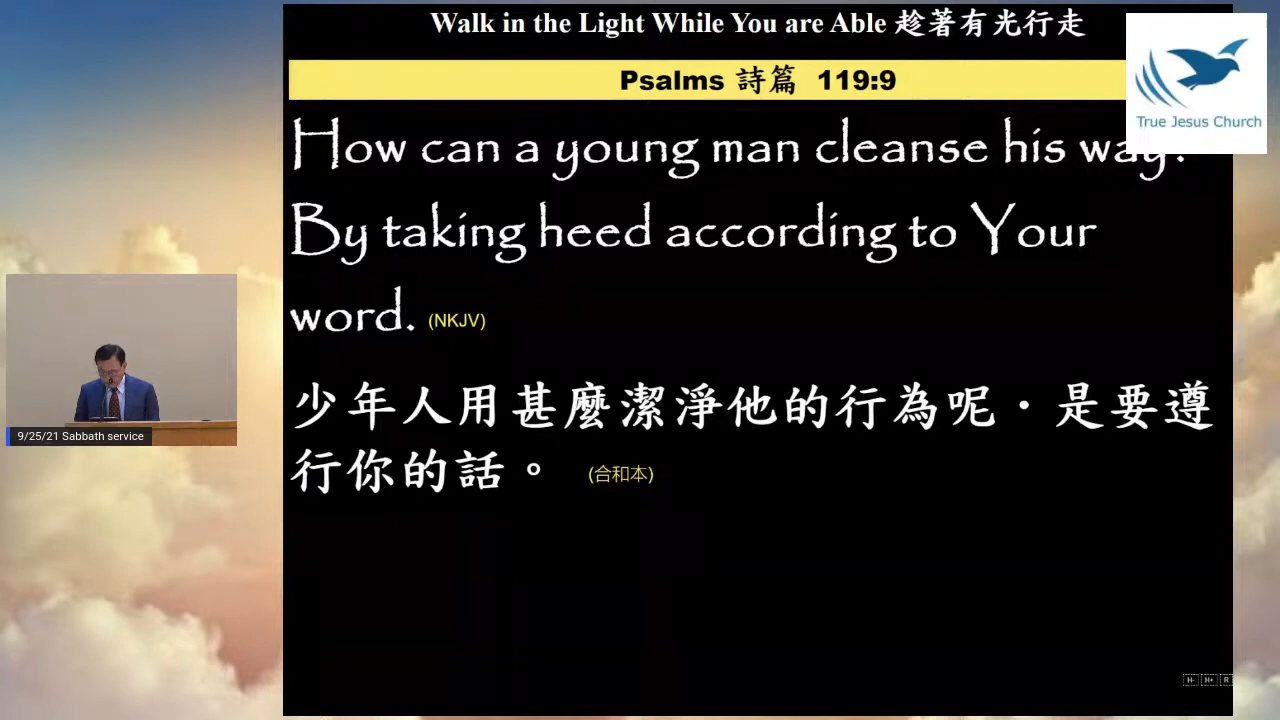 Walk in the Light While You are Able 趁著有光行走
Psalms 詩篇 119:9
True Jesus Church
How can a young man cleanse his way?
By taking heed according to Your
word. (NKJV)
少年人用甚麼潔淨他的行為呢．是要遵
行你的話。 (合和本)
9/25/21 Sabbath service
H- H+ R